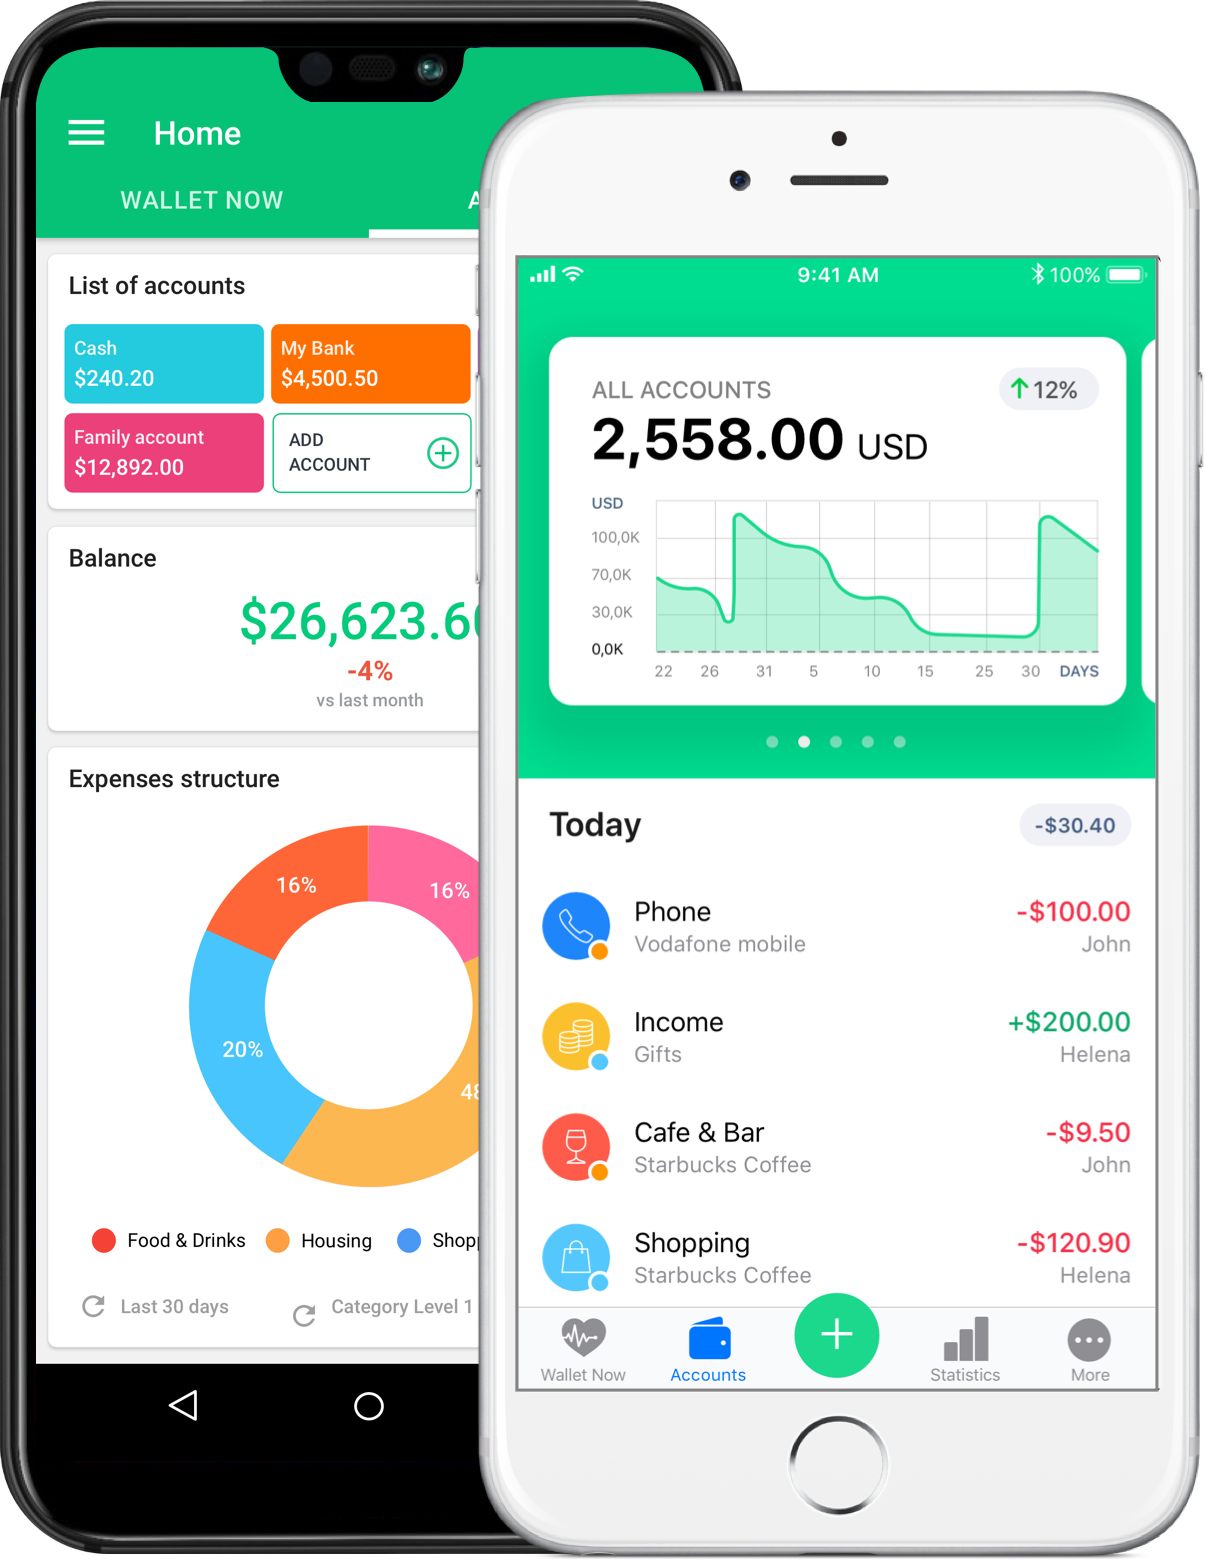 Home
WALLET NOW
List of accounts
Cash
$240.20
My Bank
$4,500.50
Family account
$12,892.00
ADD
ACCOUNT
Balance
$26,623.6
-4%
vs last month
Expenses structure
16%
16%
20%
48
Food & Drinks
Housing
Shop
Last 30 days
Category Level 1
9:41 AM
100%
ALL ACCOUNTS
12%
2,558.00 USD
USD
100,0K
70,0K
30,0K
0,0K
22 26 31 5 10 15 25 30 DAYS
Today
-$30.40
Phone
-$100.00
Vodafone mobile
John
Income
+$200.00
Gifts
Helena
Cafe & Bar
-$9.50
Starbucks Coffee
John
Shopping
-$120.90
Starbucks Coffee
Helena
Wallet Now
Accounts
Statistics
More